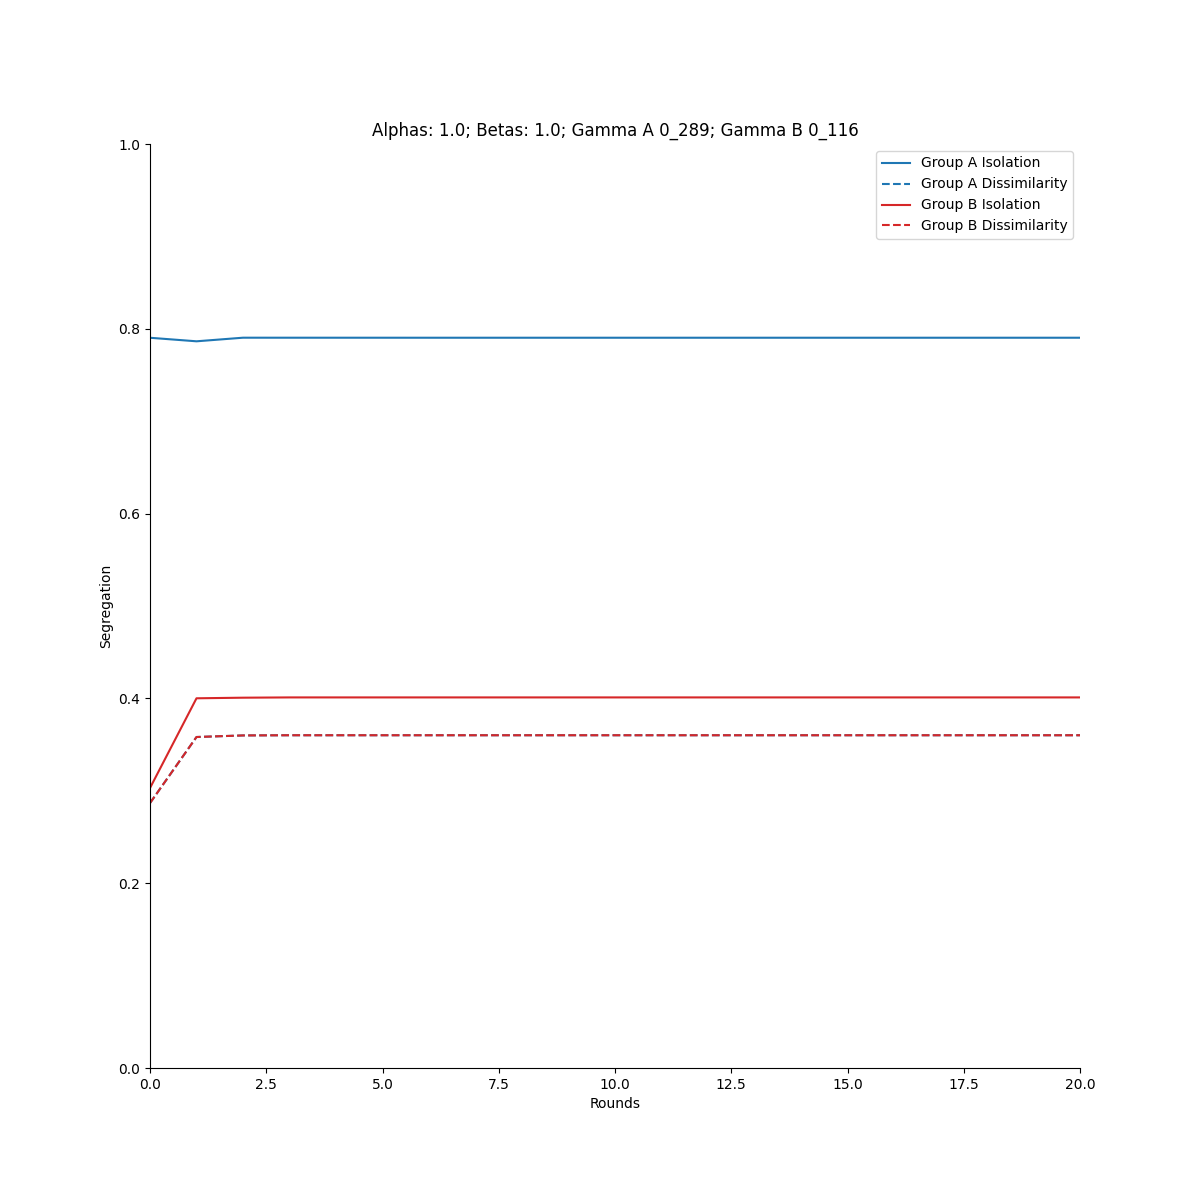 Alphas: 1.0; Betas: 1.0; Gamma A 0_289; Gamma B 0_116
1.0
Group A Isolation
Group A Dissimilarity
Group B Isolation
Group B Dissimilarity
0.8
0.6
Segregation
0.4
0.2
0.0
0.0 2.5 5.0 7.5 10.0 12.5 15.0 17.5 20.0
Rounds